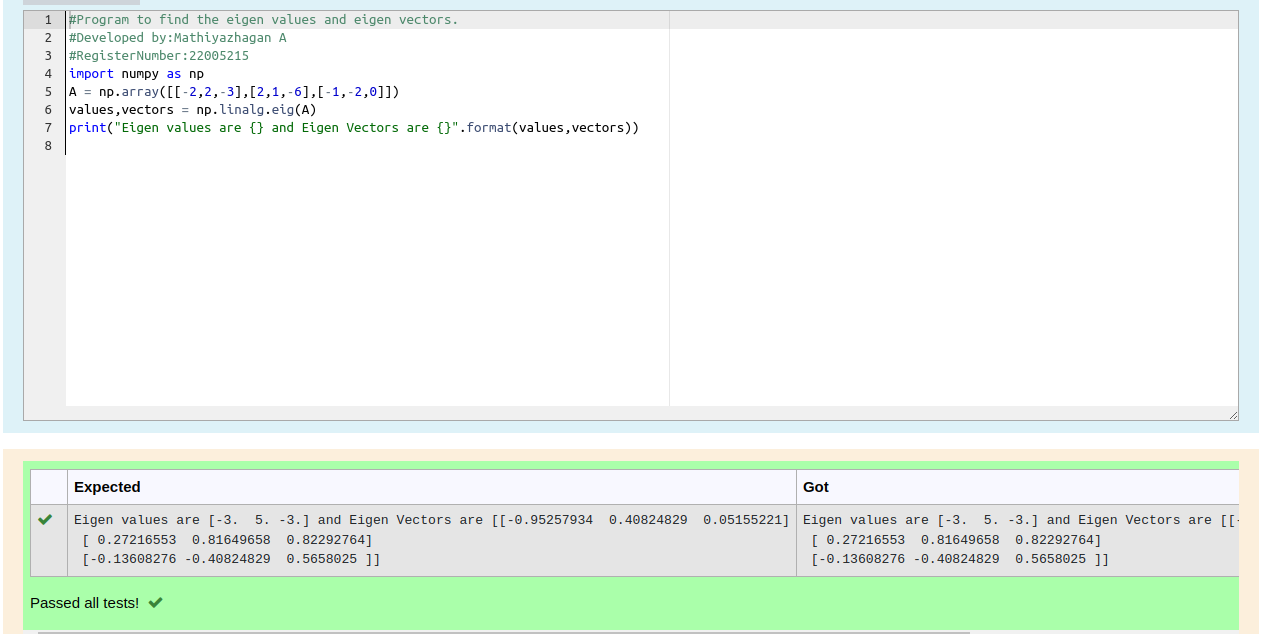 1 #Program to find the eigen values and eigen vectors.
2 #Developed by:Mathiyazhagan A
3 #RegisterNumber:22005215
4 import numpy as np
5 A = np.array([[-2,2,-3],[2,1,-6],[-1,-2,0]])
6 values,vectors = np.linalg.eig(A)
7 print("Eigen values are {} and Eigen Vectors are {}".format(values,vectors))
8
Expected Got
Eigen values are [-3.  5. -3.] and Eigen Vectors are [[-0.95257934  0.40824829  0.05155221] Eigen values are [-3.  5. -3.] and Eigen Vectors are [[-
[ 0.27216553  0.81649658  0.82292764] [ 0.27216553  0.81649658  0.82292764]
[-0.13608276 -0.40824829  0.5658025 ]] [-0.13608276 -0.40824829  0.5658025 ]]
Passed all tests!